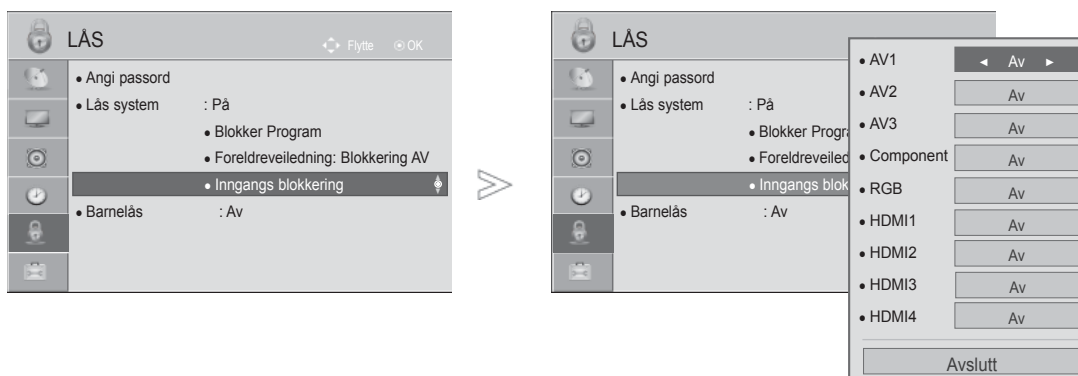 LÅS
Flytte OK
• Angi passord
• Lås system : På
• Blokker Program
• Foreldreveiledning: Blokkering AV
• Inngangs blokkering
• Barnelås : Av
LÅS
• Angi passord
• Lås system : På
• Blokker Progra
• Foreldreveiled
• Inngangs blok
• Barnelås : Av
• AV1 ◄ Av ►
• AV2 Av
• AV3 Av
• Component Av
• RGB Av
• HDMI1 Av
• HDMI2 Av
• HDMI3 Av
• HDMI4 Av
Avslutt